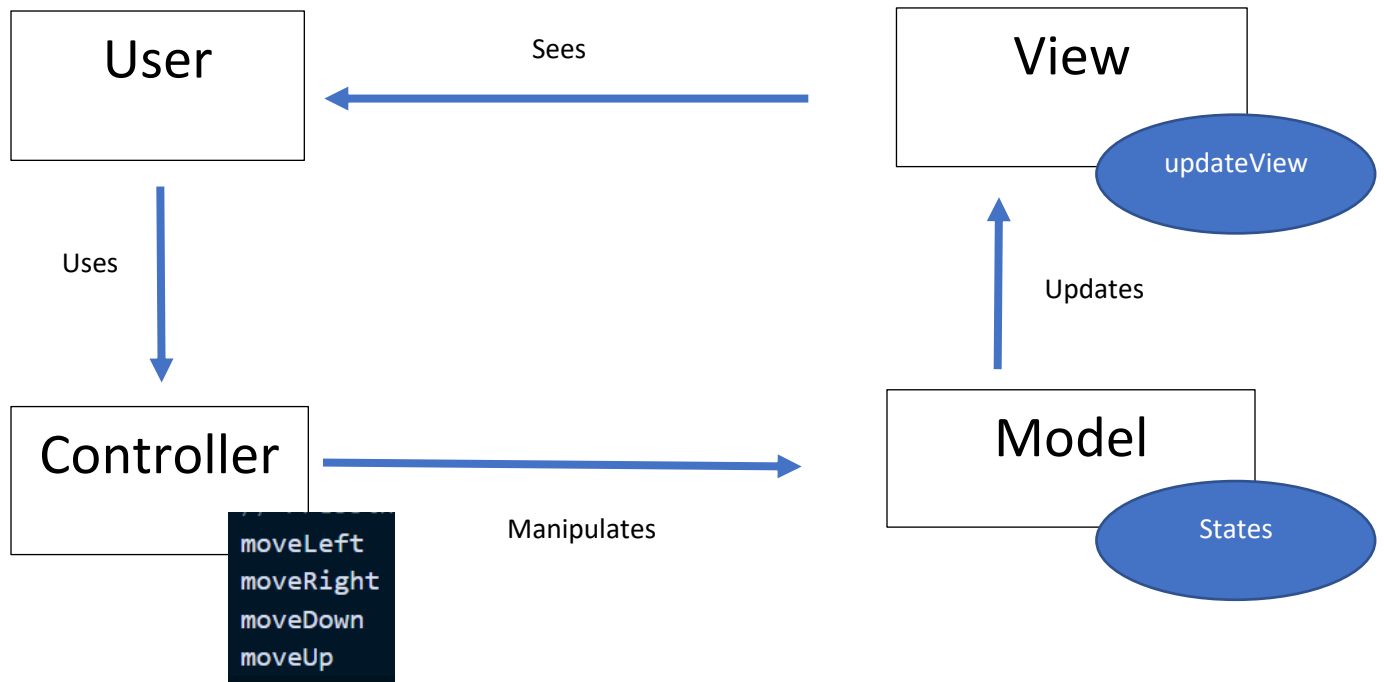 User
Sees
View
updateView
Uses
Updates
Controller
Model
Manipulates
States
moveLeft
moveRight
moveDown
moveUp